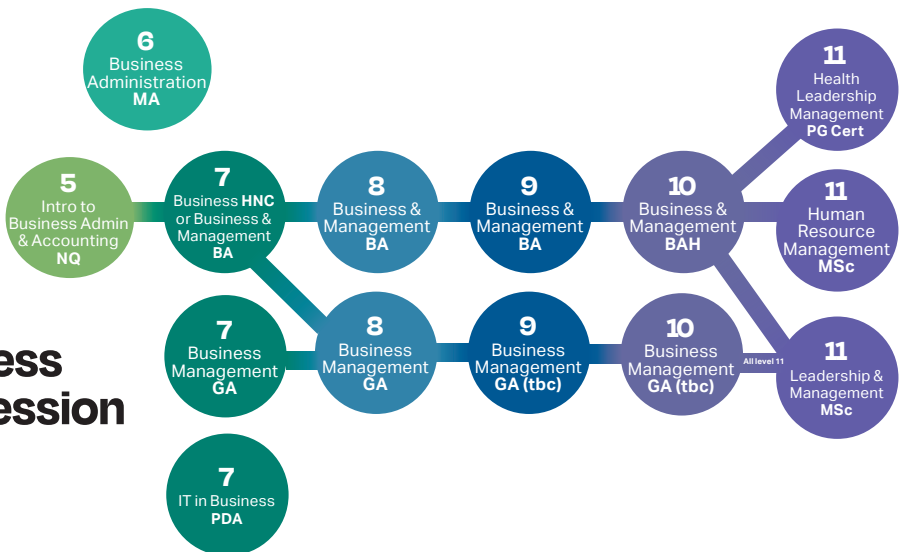 6
Business
Administration
MA
11
Health
Leadership
Management
PG Cert
5
Intro to
Business Admin
& Accounting
NQ
7
Business HNC
or Business &
Management
BA
8
Business &
Management
BA
9
Business &
Management
BA
10
Business &
Management
BAH
11
Human
Resource
Management
MSc
ess
ession
7
Business
Management
GA
8
Business
Management
GA
9
Business
Management
GA (tbc)
10
Business
Management
GA (tbc)
All level 11
11
Leadership &
Management
MSc
7
IT in Business
PDA